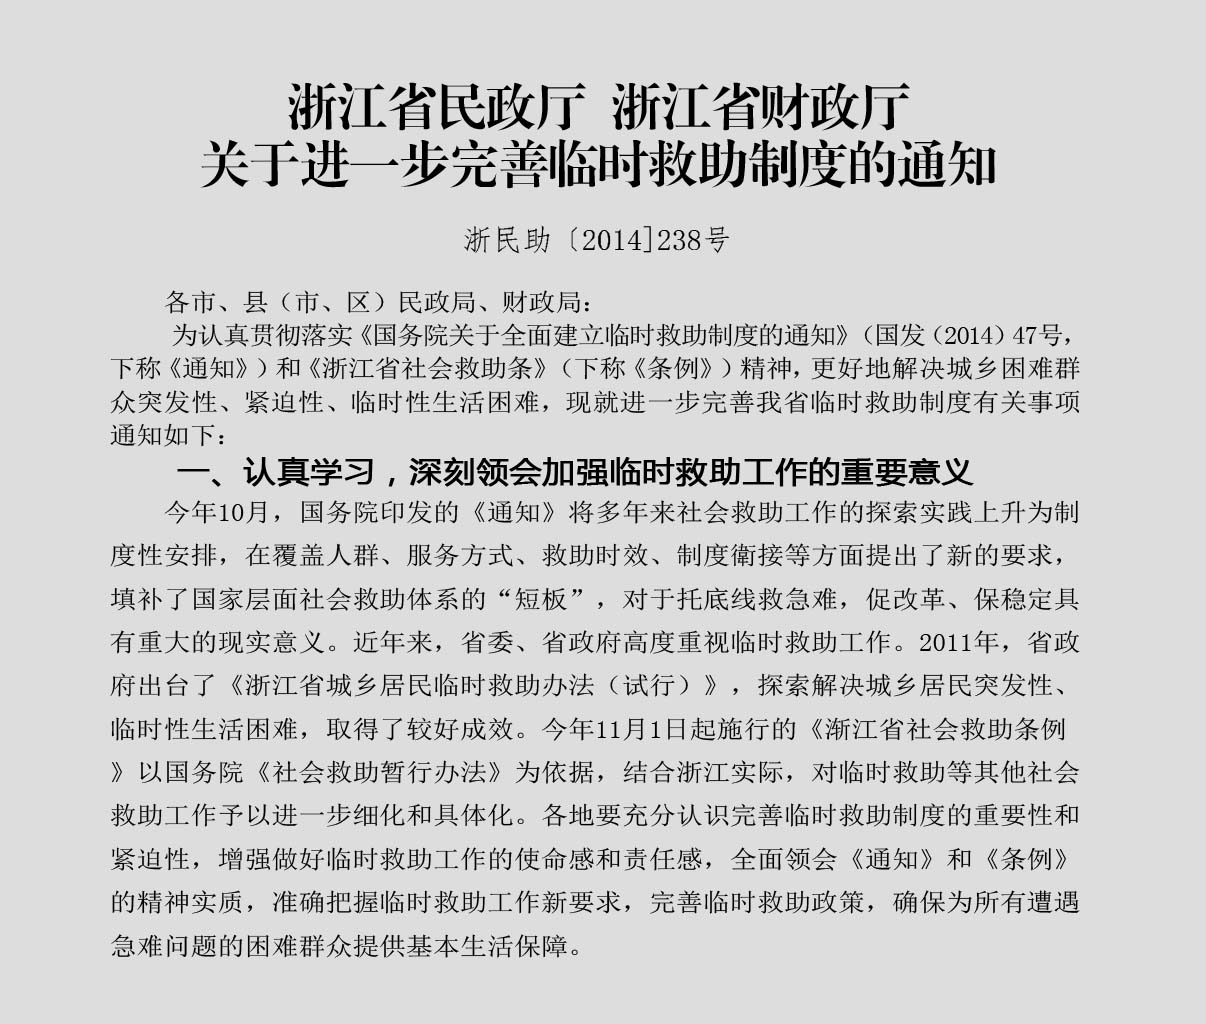 浙江省民政厅 浙江省财政厅
关于进一步完善临时救助制度的通知
浙民助〔2014]238号
各市、县（市、区）民政局、财政局：
为认真贯彻落实《国务院关于全面建立临时救助制度的通知》（国发（2014）47号，
下称《通知》）和《浙江省社会救助条》（下称《条例》）精神，更好地解决城乡困难群
众突发性、紧迫性、临时性生活困难，现就进一步完善我省临时救助制度有关事项
通知如下：
一、认真学习，深刻领会加强临时救助工作的重要意义
今年10月，国务院印发的《通知》将多年来社会救助工作的探索实践上升为制
度性安排，在覆盖人群、服务方式、救助时效、制度衛接等方面提出了新的要求，
填补了国家层面社会救助体系的“短板”，对于托底线救急难，促改革、保稳定具
有重大的现实意义。近年来，省委、省政府高度重视临时救助工作。2011年，省政
府出台了《浙江省城乡居民临时救助办法（试行）》，探索解决城乡居民突发性、
临时性生活困难，取得了较好成效。今年11月1日起施行的《渐江省社会救助条例
》以国务院《社会救助暂行办法》为依据，结合浙江实际，对临时救助等其他社会
救助工作予以进一步细化和具体化。各地要充分认识完善临时救助制度的重要性和
紧迫性，增强做好临时救助工作的使命感和责任感，全面领会《通知》和《条例》
的精神实质，准确把握临时救助工作新要求，完善临时救助政策，确保为所有遭遇
急难问题的困难群众提供基本生活保障。